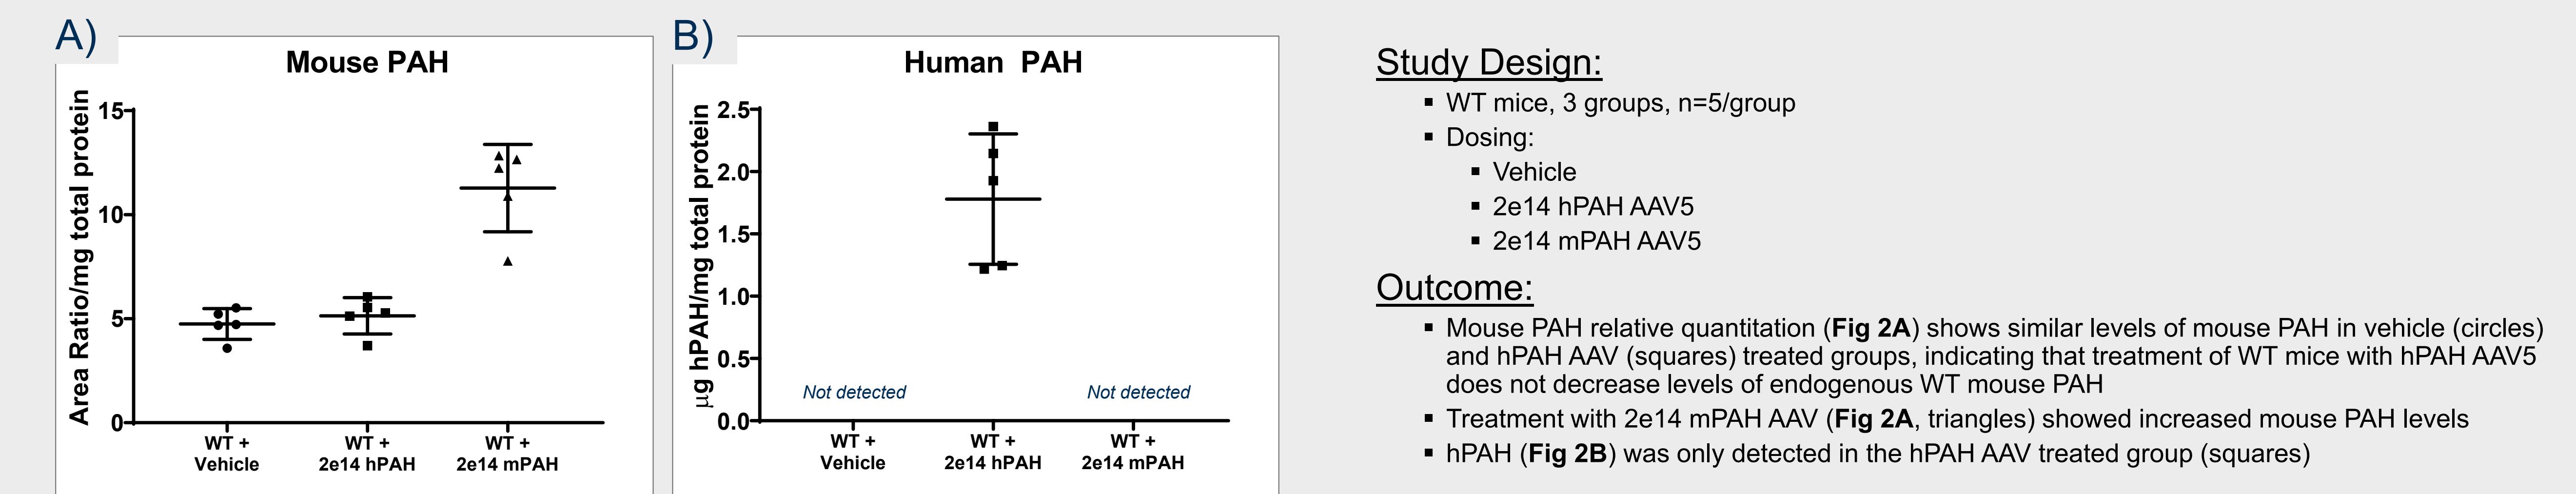 A)
Mouse PAH
Area Ratio/mg total protein
15
10
5
0
WT +
Vehicle
WT +
2e14 hPAH
WT +
2e14 mPAH
B)
Human PAH
µg hPAH/mg total protein
2.5
2.0
1.5
1.0
0.5
0.0
Not detected
Not detected
WT +
Vehicle
WT +
2e14 hPAH
WT +
2e14 mPAH
Study Design:
▪ WT mice, 3 groups, n=5/group
▪ Dosing:
▪ Vehicle
▪ 2e14 hPAH AAV5
▪ 2e14 mPAH AAV5
Outcome:
▪ Mouse PAH relative quantitation (Fig 2A) shows similar levels of mouse PAH in vehicle (circles)
and hPAH AAV (squares) treated groups, indicating that treatment of WT mice with hPAH AAV5
does not decrease levels of endogenous WT mouse PAH
▪ Treatment with 2e14 mPAH AAV (Fig 2A, triangles) showed increased mouse PAH levels
▪ hPAH (Fig 2B) was only detected in the hPAH AAV treated group (squares)